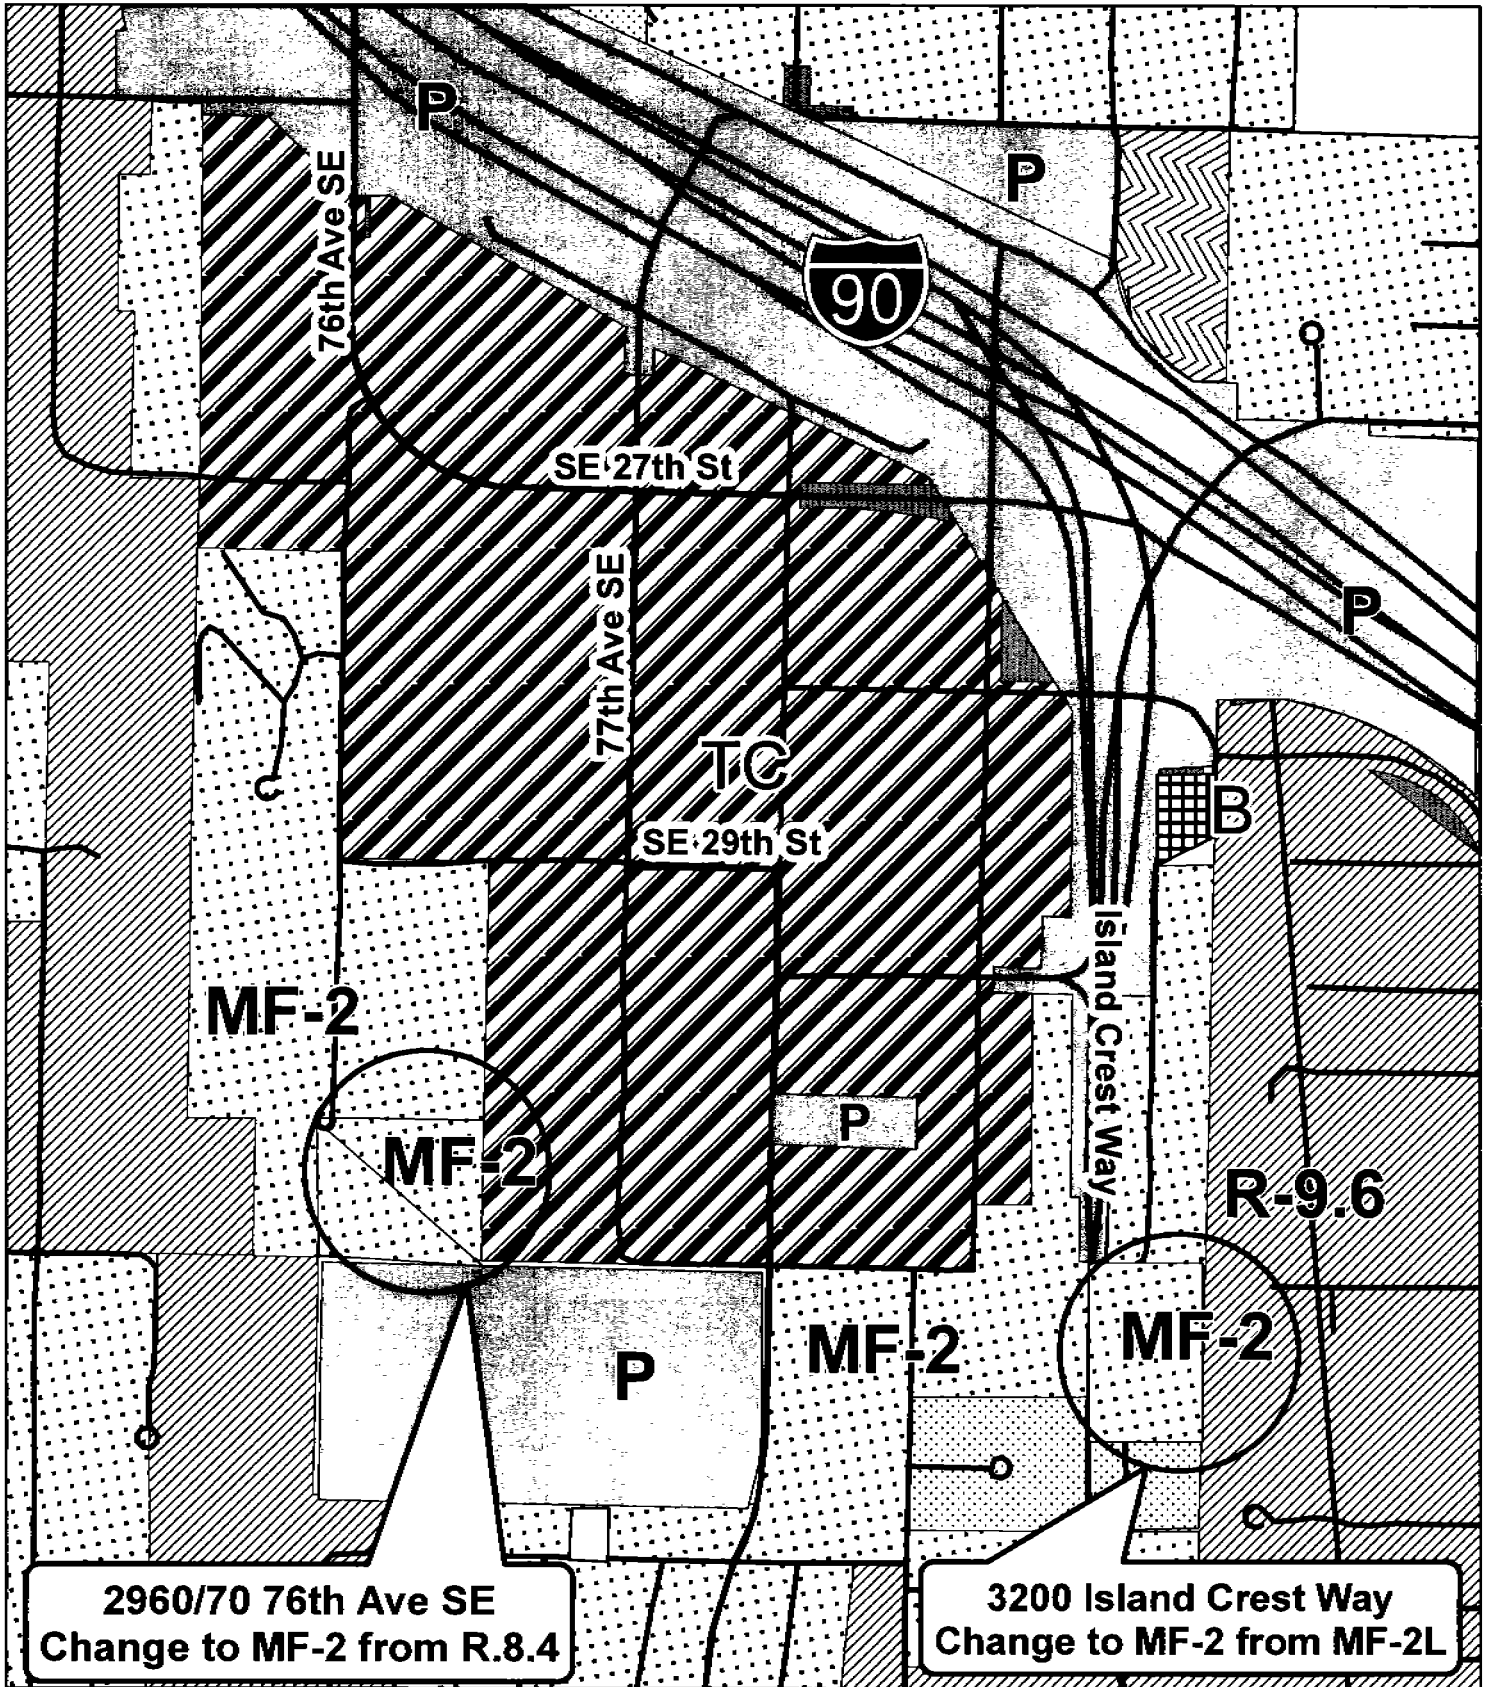 P
P
76th Ave SE
90
SE 27th St
77th Ave SE
P
TC
B
SE 29th St
Island Crest Way
MF-2
P
MF-2
R-9.6
MF-2
MF-2
P
2960/70 76th Ave SE
Change to MF-2 from R.8.4
3200 Island Crest Way
Change to MF-2 from MF-2L